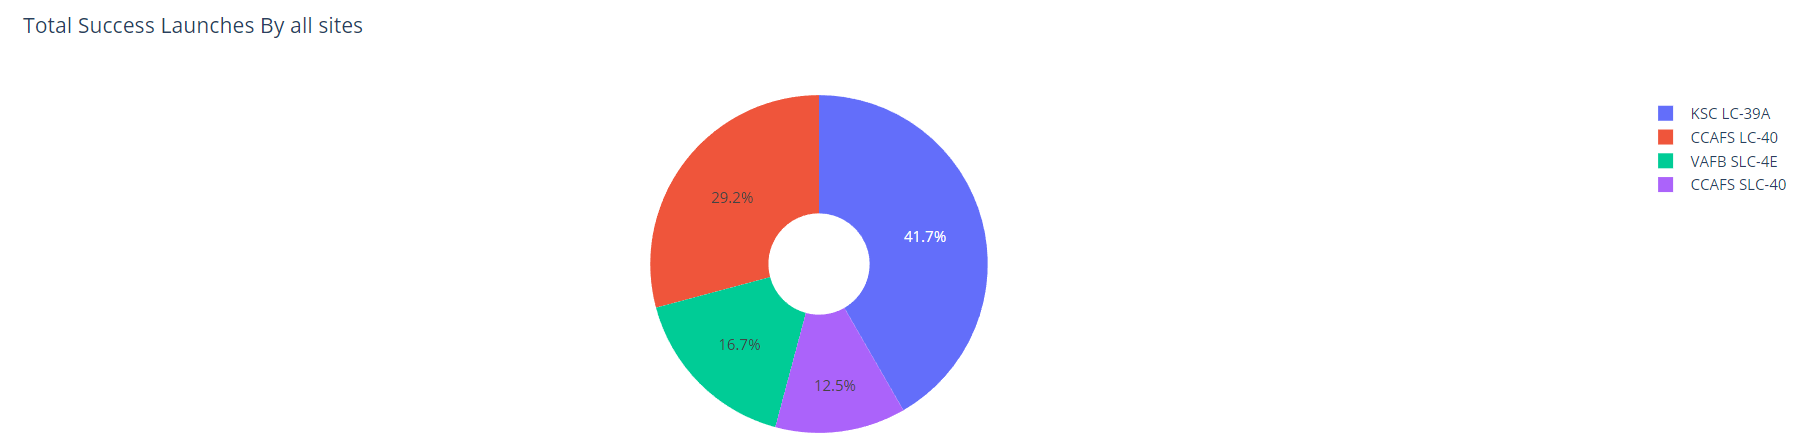 Total Success Launches By all sites
KSC LC-39A
CCAFS LC-40
VAFB SLC-4E
CCAFS SLC-40
29.2%
41.7%
16.7%
12.5%